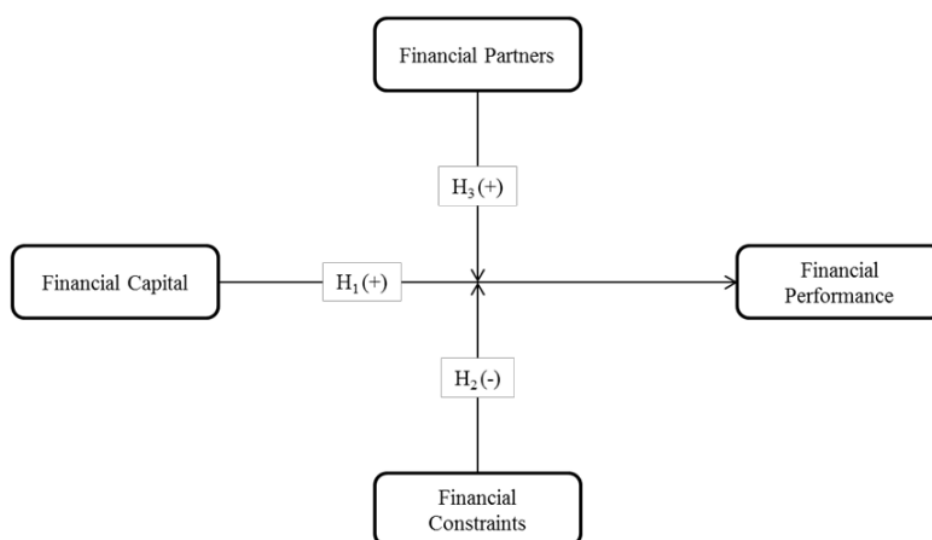 Financial Partners
H₃(+)
Financial Capital
H₁(+)
Financial
Performance
H₂(-)
Financial
Constraints